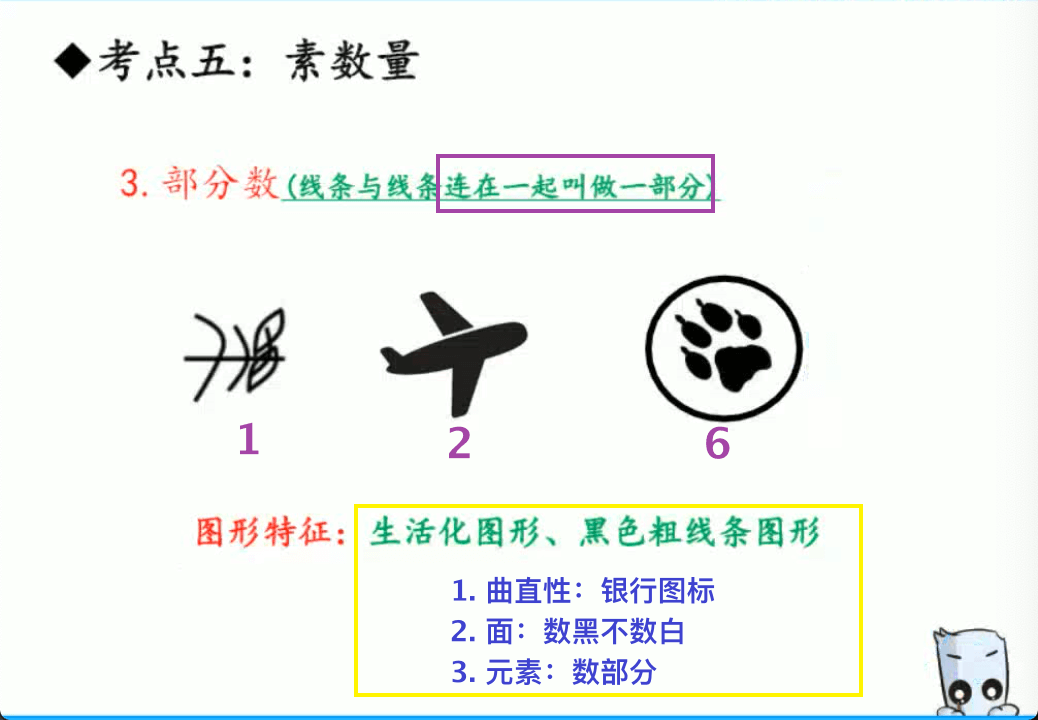 ◆考点五：素数量
3. 部分数(线条与线条连在一起叫做一部分)
1 2 6
图形特征：生活化图形、黑色粗线条图形
1. 曲直性：银行图标
2. 面：数黑不数白
3. 元素：数部分